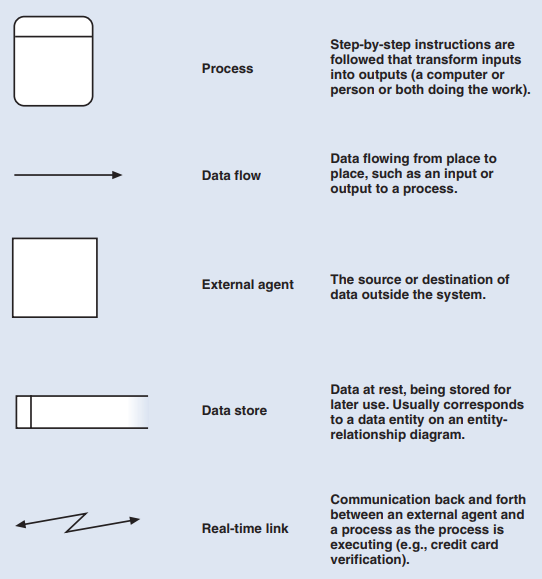 Process
Step-by-step instructions are
followed that transform inputs
into outputs (a computer or
person or both doing the work).
Data flow
Data flowing from place to
place, such as an input or
output to a process.
External agent
The source or destination of
data outside the system.
Data store
Data at rest, being stored for
later use. Usually corresponds
to a data entity on an entity-
relationship diagram.
Real-time link
Communication back and forth
between an external agent and
a process as the process is
executing (e.g., credit card
verification).